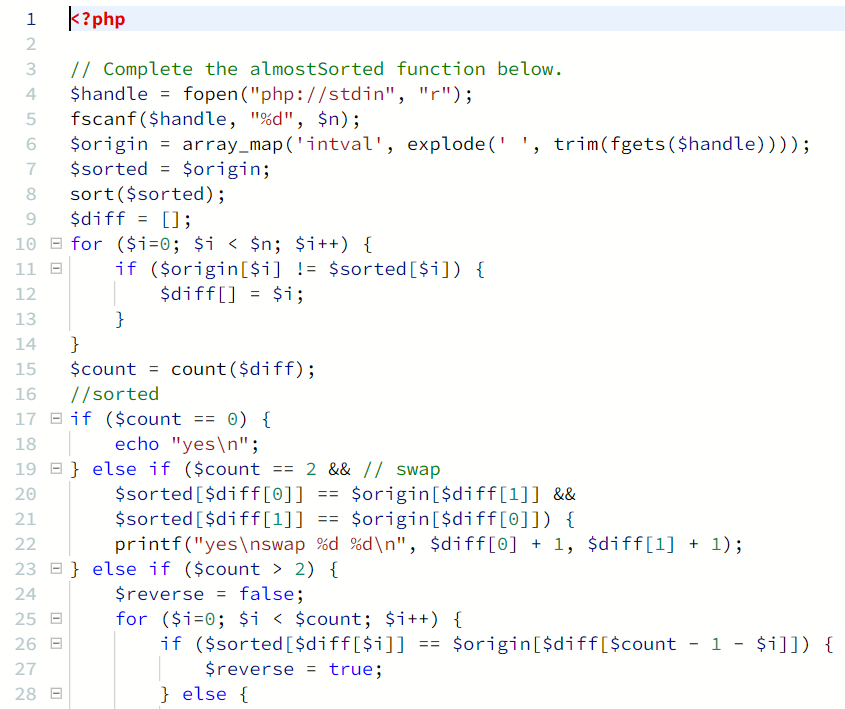 1 <?php
2
3 // Complete the almostSorted function below.
4 $handle = fopen("php://stdin", "r");
5 fscanf($handle, "%d", $n);
6 $origin = array_map('intval', explode(' ', trim(fgets($handle))));
7 $sorted = $origin;
8 sort($sorted);
9 $diff = [];
10 for ($i=0; $i < $n; $i++) {
11     if ($origin[$i] != $sorted[$i]) {
12         $diff[] = $i;
13     }
14 }
15 $count = count($diff);
16 //sorted
17 if ($count == 0) {
18     echo "yes\n";
19 } else if ($count == 2 && // swap
20     $sorted[$diff[0]] == $origin[$diff[1]] &&
21     $sorted[$diff[1]] == $origin[$diff[0]]) {
22     printf("yes\nswap %d %d\n", $diff[0] + 1, $diff[1] + 1);
23 } else if ($count > 2) {
24     $reverse = false;
25     for ($i=0; $i < $count; $i++) {
26         if ($sorted[$diff[$i]] == $origin[$diff[$count - 1 - $i]]) {
27             $reverse = true;
28         } else {